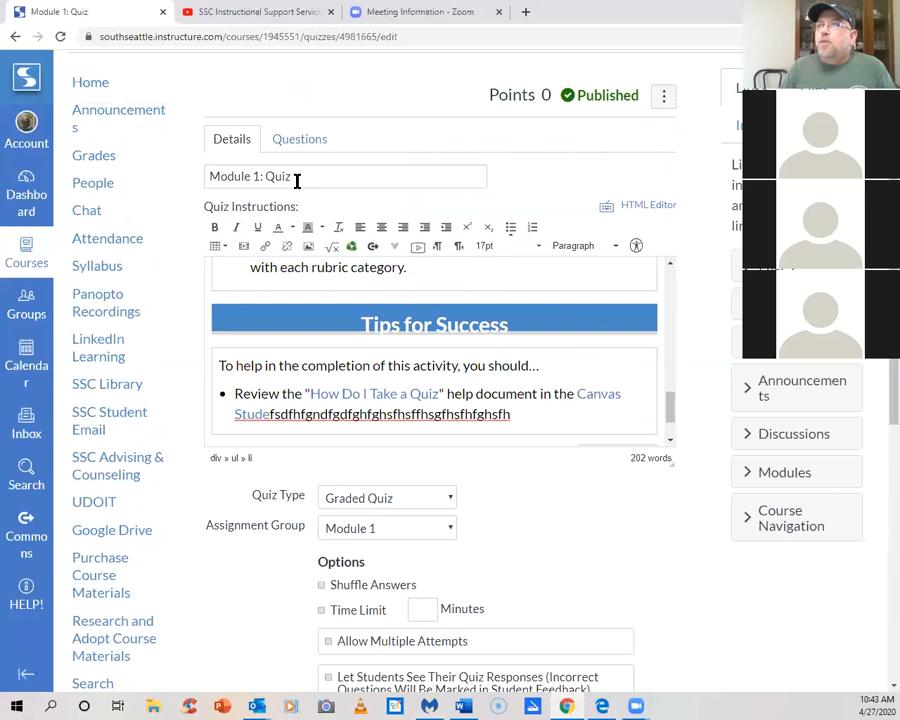 Module 1: Quiz
SSC Instructional Support Servic
Meeting Information - Zoom
southseattle.instructure.com/courses/1945551/quizzes/4981665/edit
Account
Dashbo
ard
Courses
Groups
Calenda
r
Inbox
Search
Commo
ns
HELP!
Home
Announcement
s
Grades
People
Chat
Attendance
Syllabus
Panopto
Recordings
LinkedIn
Learning
SSC Library
SSC Student
Email
SSC Advising &
Counseling
UDOIT
Google Drive
Purchase
Course
Materials
Research and
Adopt Course
Materials
Search
Points 0 Published
Details
Questions
Module 1: Quiz
Quiz Instructions:
HTML Editor
17pt
Paragraph
with each rubric category.
Tips for Success
To help in the completion of this activity, you should...
Review the "How Do I Take a Quiz" help document in the Canvas
Studefsdfhfgndfgdfghfghsfhsffhsgfhsfhfghsfh
div » ul » li
202 words
Quiz Type
Graded Quiz
Assignment Group
Module 1
Options
Shuffle Answers
Time Limit
Minutes
Allow Multiple Attempts
Let Students See Their Quiz Responses (Incorrect
Questions Will Be Marked in Student Feedback)
Announcemen
ts
Discussions
Modules
Course
Navigation
10:43 AM
4/27/2020